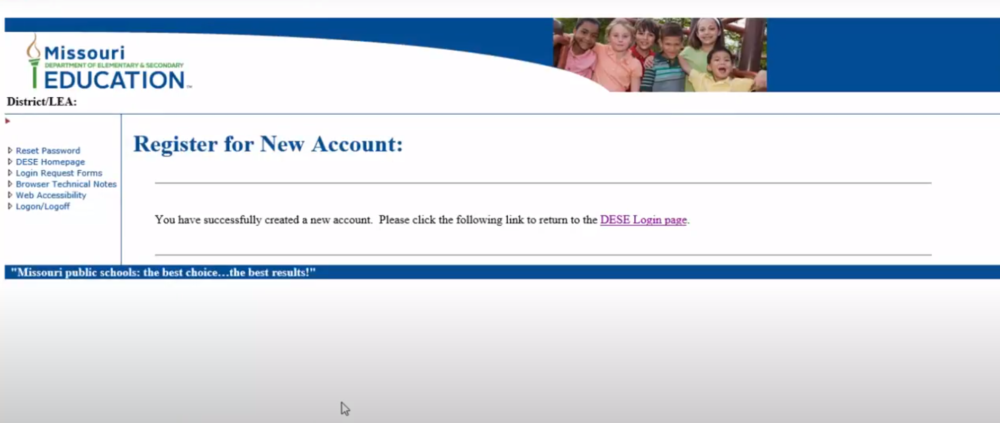 Missouri
DEPARTMENT OF ELEMENTARY & SECONDARY
EDUCATION™
District/LEA:
Reset Password
DESE Homepage
Login Request Forms
Browser Technical Notes
Web Accessibility
Logon/Logoff
Register for New Account:
You have successfully created a new account.  Please click the following link to return to the DESE Login page.
"Missouri public schools: the best choice...the best results!"